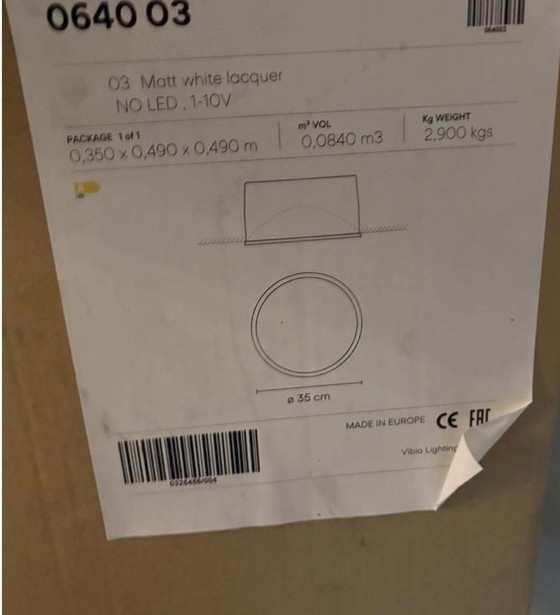 0640 03
064003
03 Matt white lacquer
NO LED , 1-10V
PACKAGE 1 of 1
0,350 x 0,490 x 0,490 m
m³ VOL
0,0840 m3
Kg WEIGHT
2,900 kgs
A
ø 35 cm
MADE IN EUROPE CE EAC
Vibia Lighting